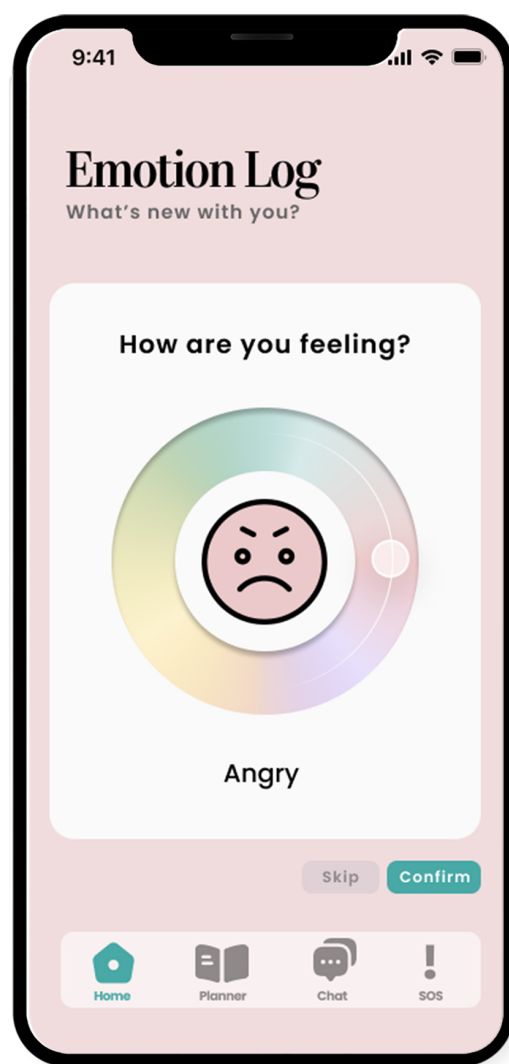 9:41
Emotion Log
What's new with you?
How are you feeling?
Angry
Skip
Confirm
Home
Planner
Chat
SOS